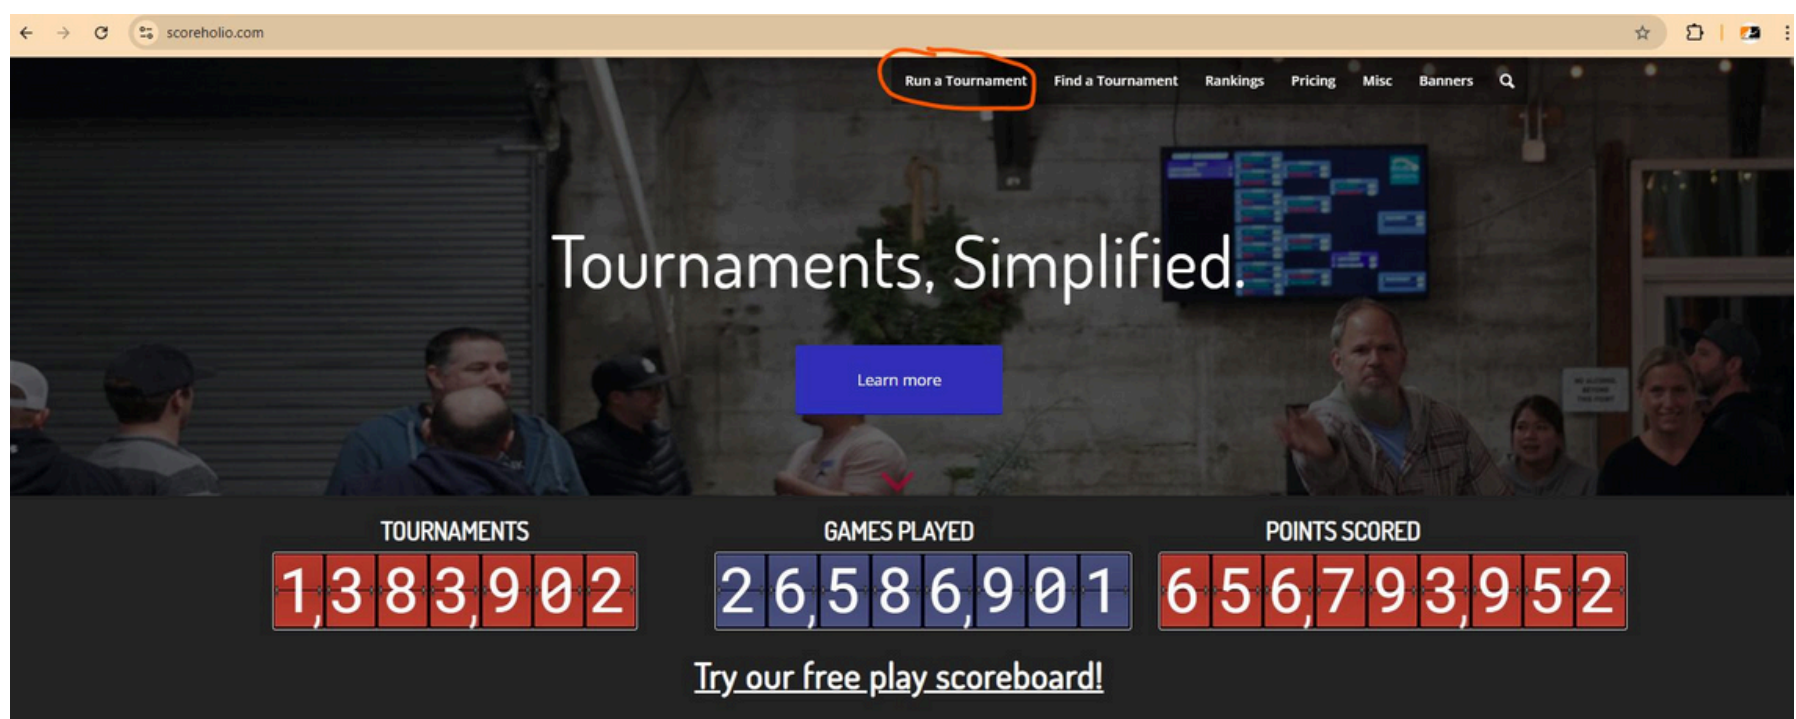 scoreholio.com
Run a Tournament Find a Tournament Rankings Pricing Misc Banners
Tournaments, Simplified.
Learn more
TOURNAMENTS GAMES PLAYED POINTS SCORED
1,383,902 26,586,901 656,793,952
Try our free play scoreboard!